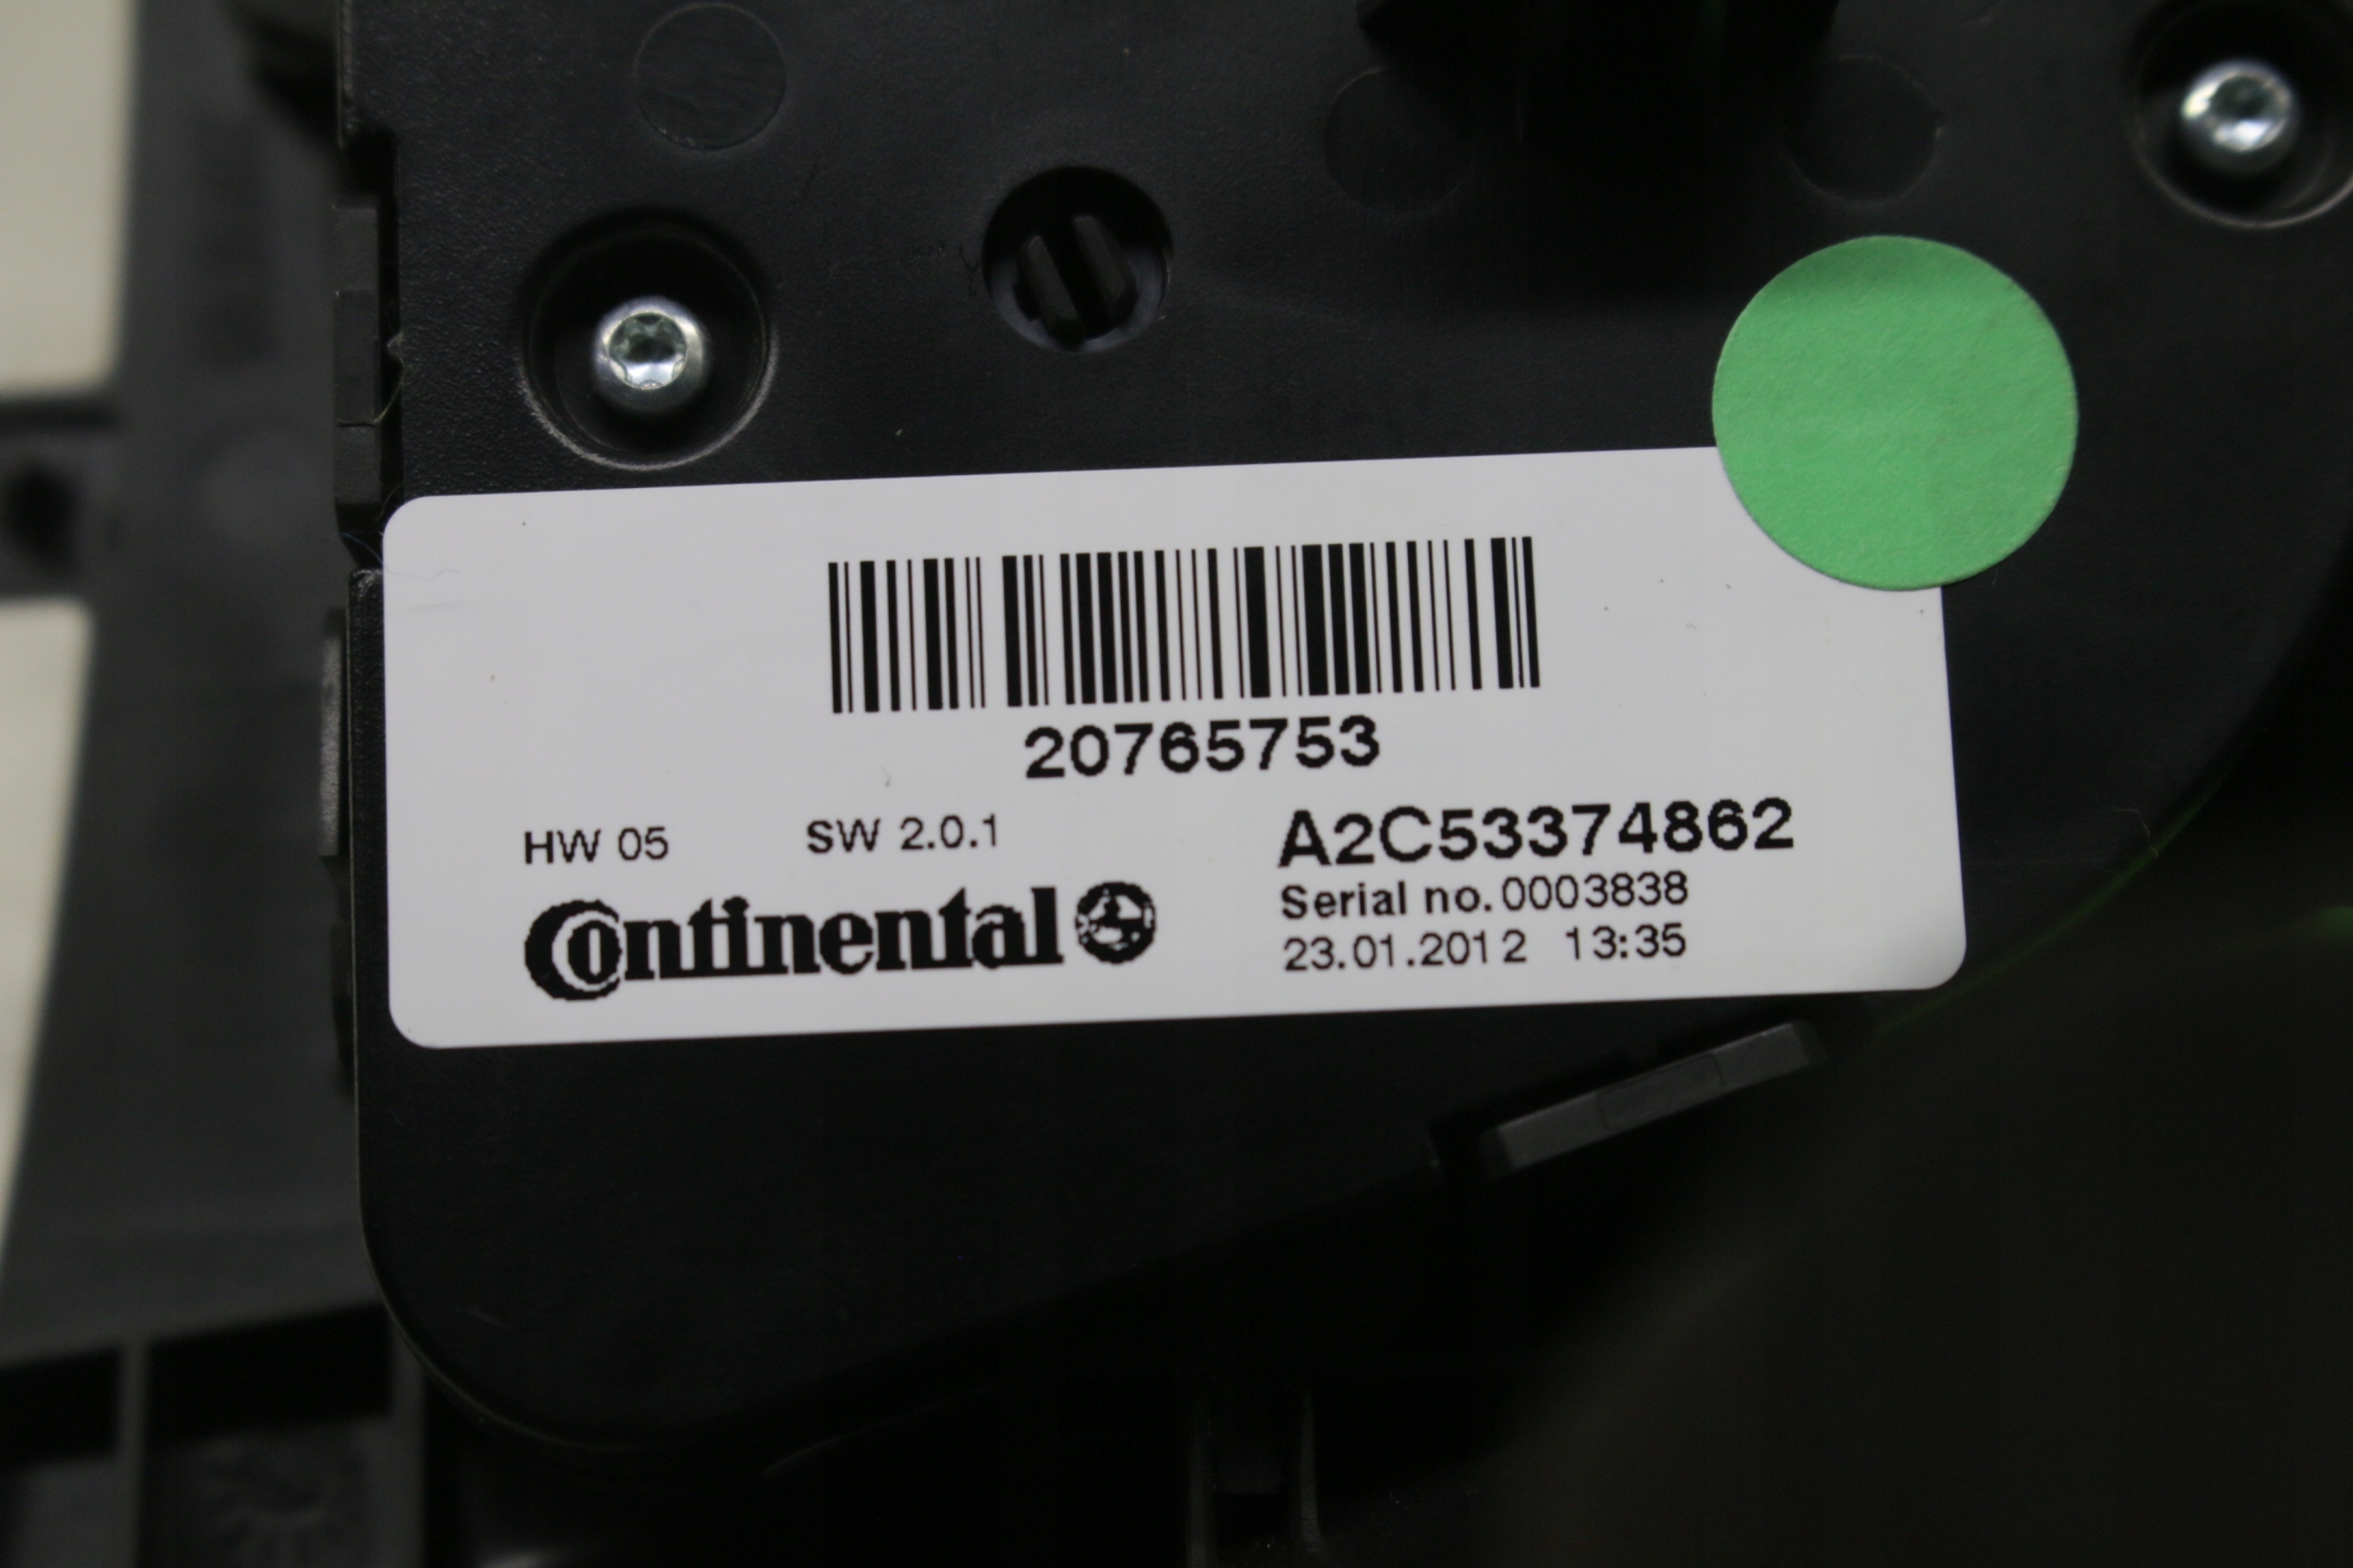 20765753
HW 05 SW 2.0.1
A2C53374862
Continental
Serial no.0003838
23.01.2012 13:35